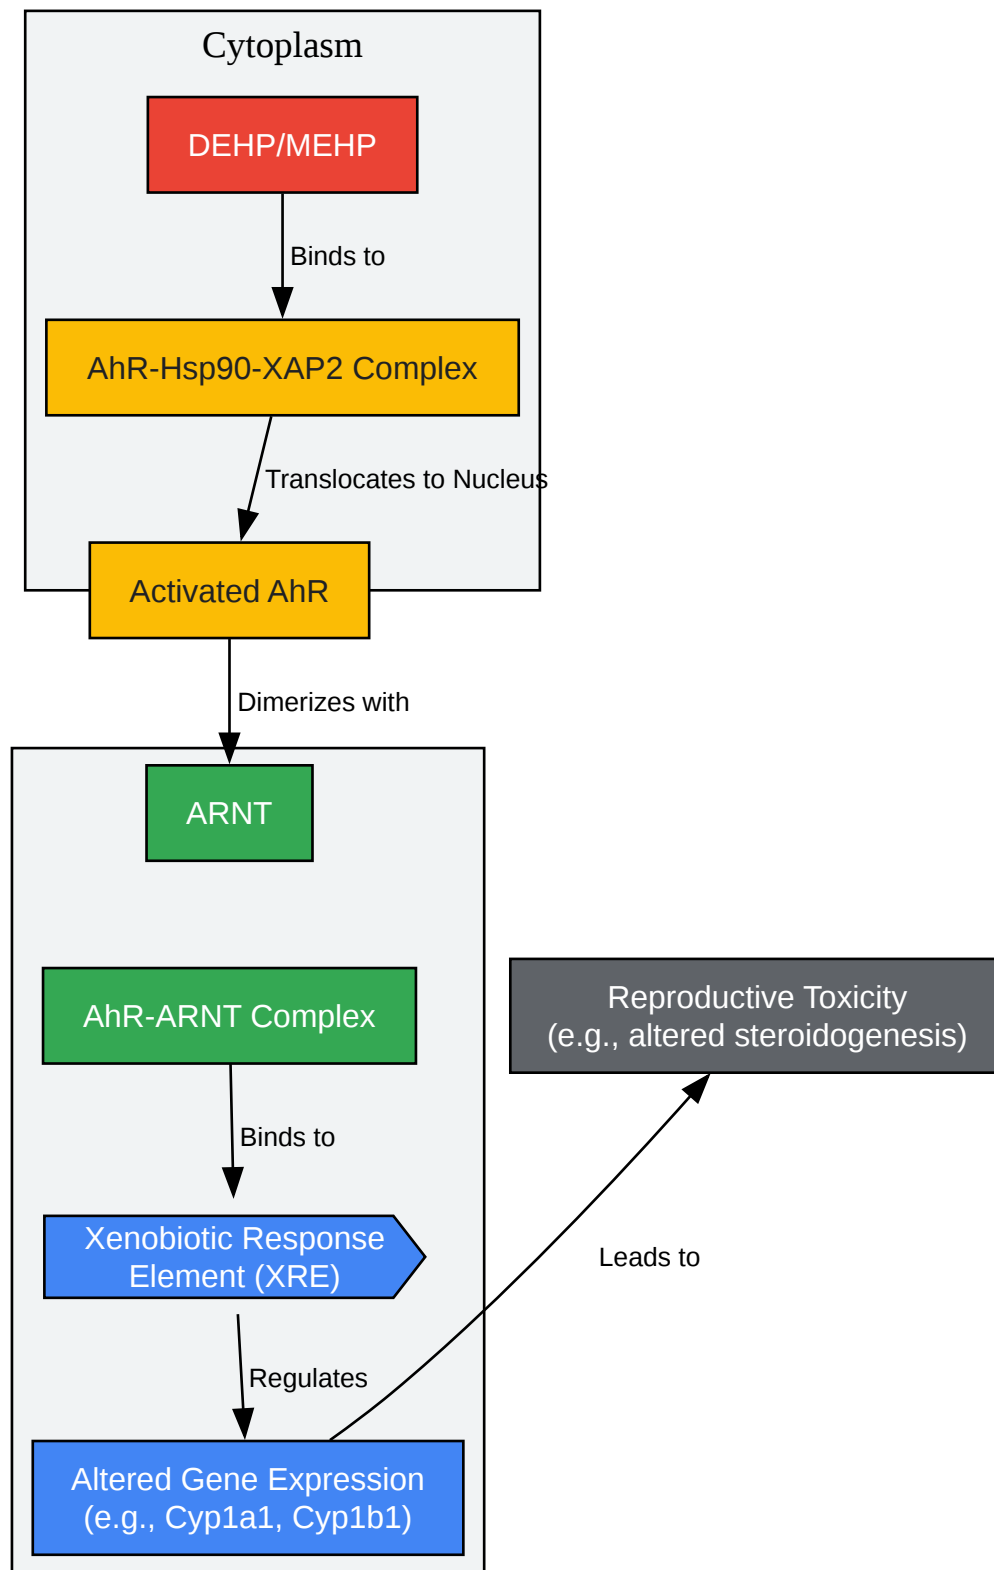 Cytoplasm
DEHP/MEHP
Binds to
AhR-Hsp90-XAP2 Complex
Translocates to Nucleus
Activated AhR
Dimerizes with
ARNT
AhR-ARNT Complex
Reproductive Toxicity
(e.g., altered steroidogenesis)
Binds to
Xenobiotic Response
Element (XRE)
Leads to
Regulates
Altered Gene Expression
(e.g., Cyp1a1, Cyp1b1)